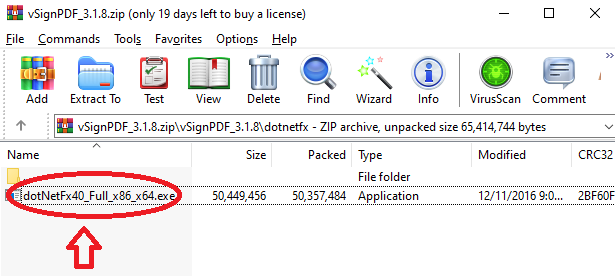 vSignPDF_3.1.8.zip (only 19 days left to buy a license)
File Commands Tools Favorites Options Help
Add Extract To Test View Delete Find Wizard Info VirusScan Comment
vSignPDF_3.1.8.zip\vSignPDF_3.1.8\dotnetfx - ZIP archive, unpacked size 65,414,744 bytes
Name Size Packed Type Modified CRC32
File folder
dotNetFx40_Full_x86_x64.exe 50,449,456 50,357,484 Application 12/11/2016 9:0... 2BF60F